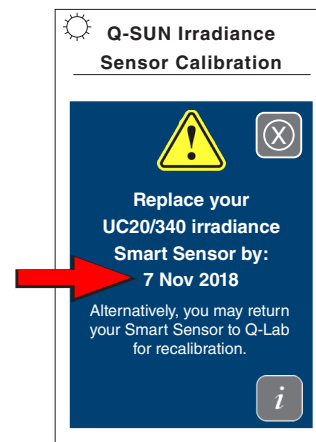 Q-SUN Irradiance
Sensor Calibration
!
X
Replace your
UC20/340 irradiance
Smart Sensor by:
7 Nov 2018
Alternatively, you may return
your Smart Sensor to Q-Lab
for recalibration.
i